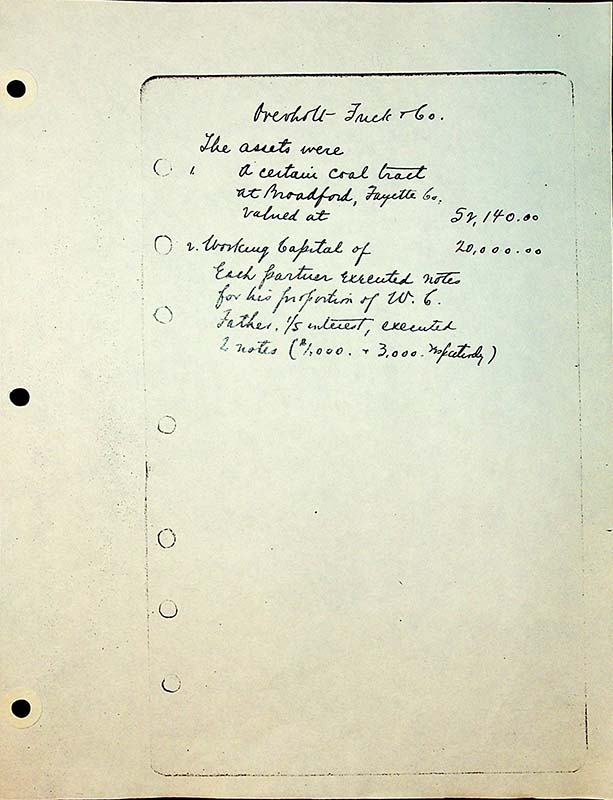 Overholt Frick & Co.
The assets were
1. A certain coal tract
at Broadford, Fayette Co.
valued at 52,140.00
2. Working Capital of 20,000.00
Each partner executed notes
for his proportion of W. C.
Father, 1/5 interest, executed
2 notes ($1,000. + 3,000. respectively)